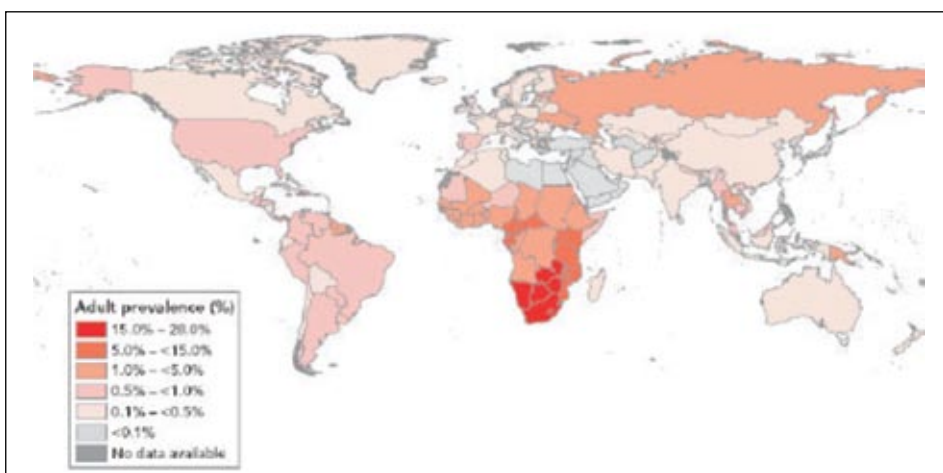 Adult prevalence (%)
15.0% – 28.0%
5.0% – <15.0%
1.0% – <5.0%
0.5% – <1.0%
0.1% – <0.5%
<0.1%
No data available